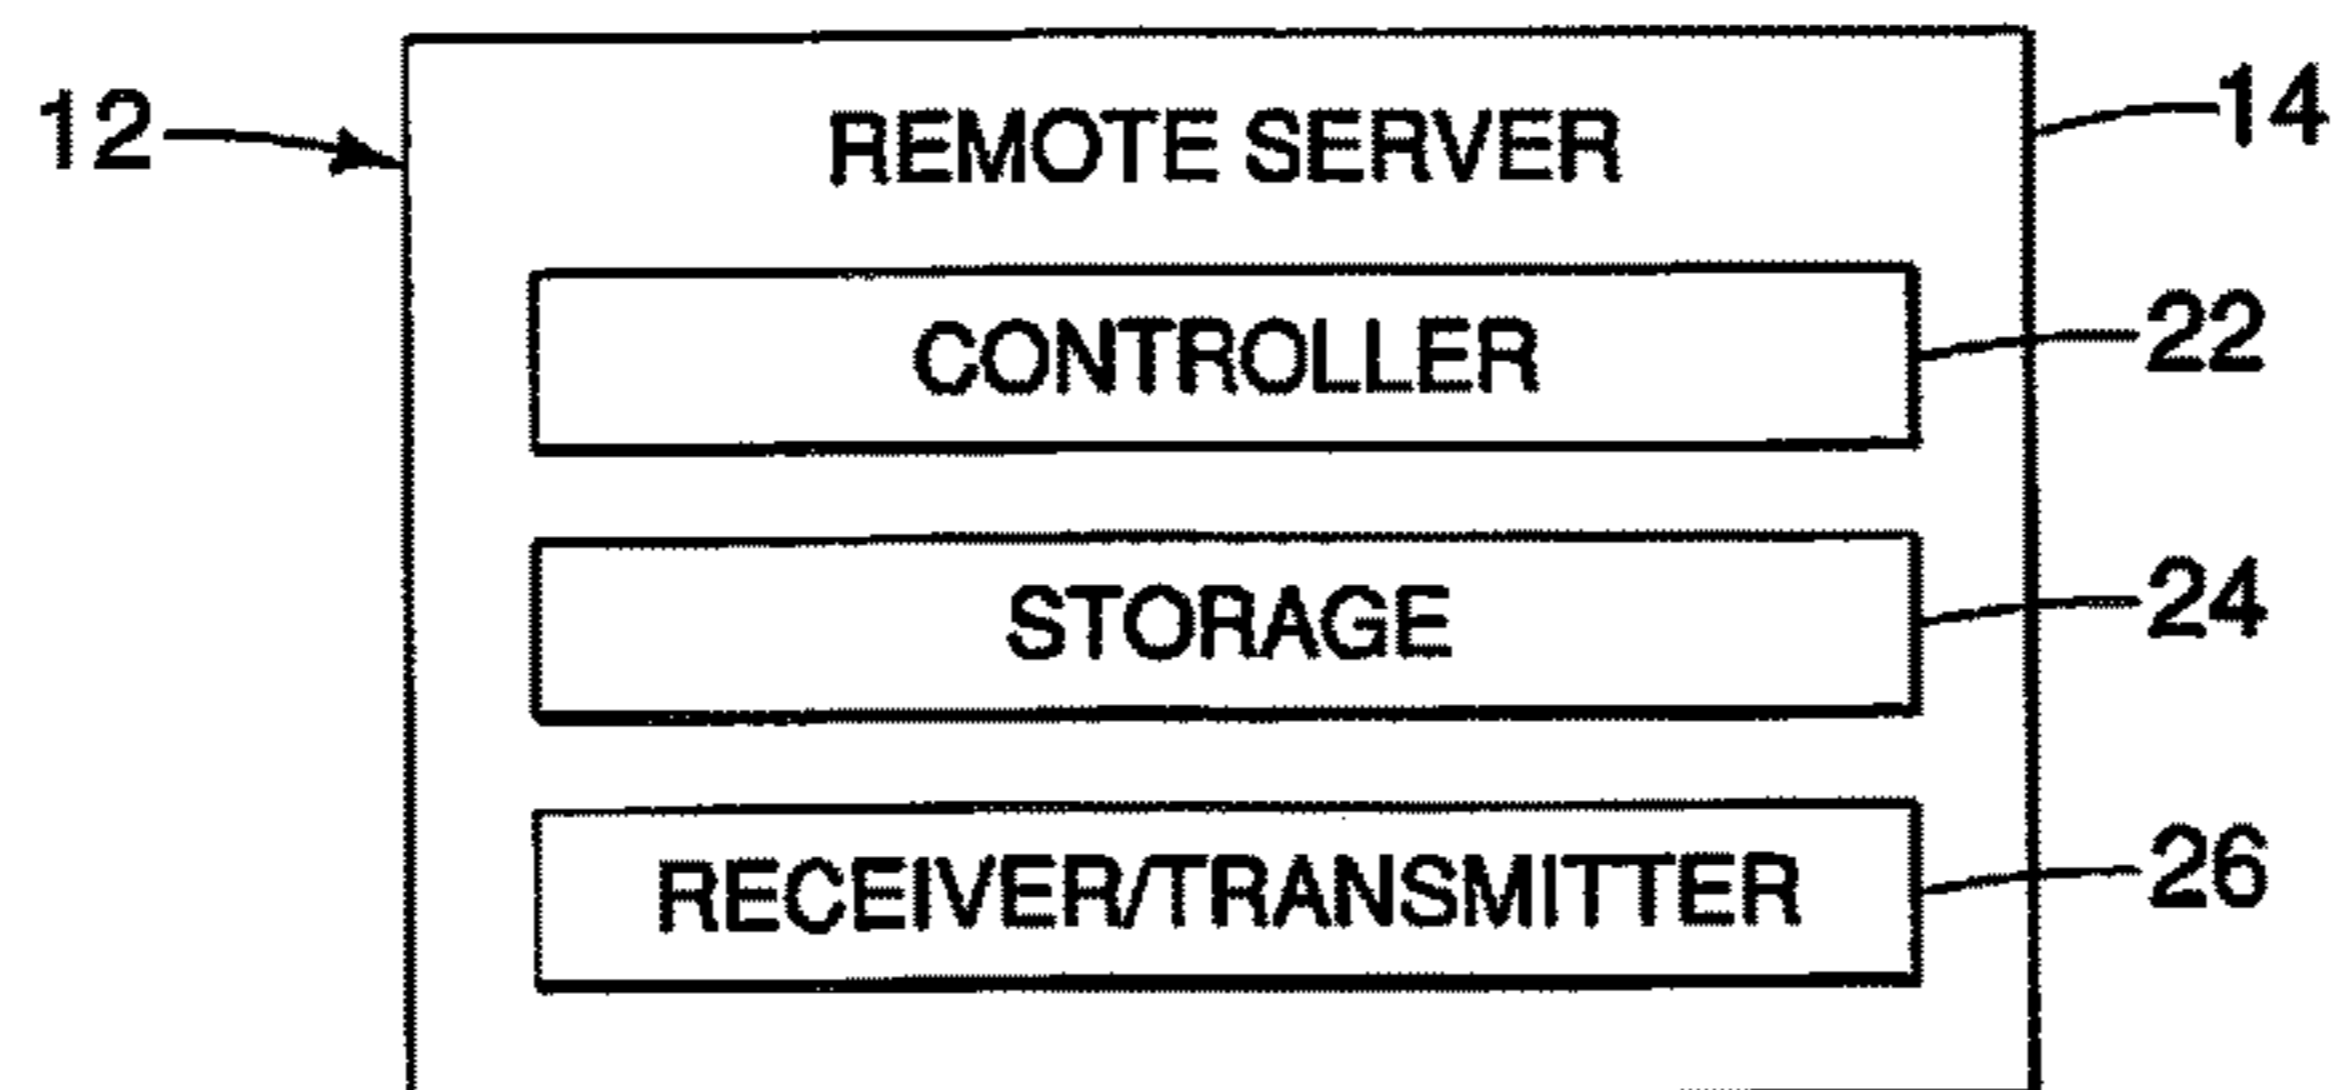 12
14
REMOTE SERVER
CONTROLLER
22
STORAGE
24
RECEIVER/TRANSMITTER
26